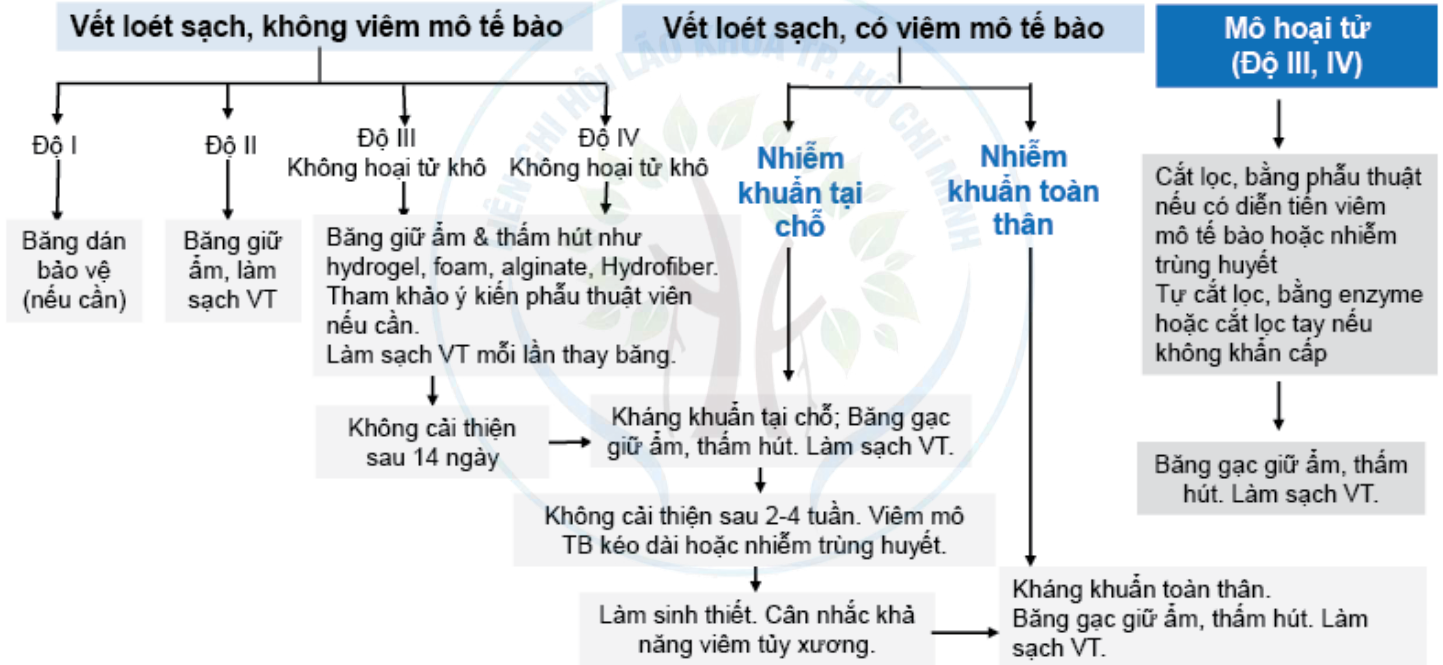 Vết loét sạch, không viêm mô tế bào
Vết loét sạch, có viêm mô tế bào
Mô hoại tử
(Độ III, IV)
Độ I
Độ II
Độ III
Không hoại tử khô
Độ IV
Không hoại tử khô
Nhiễm
khuẩn tại
chỗ
Nhiễm
khuẩn toàn
thân
Băng dán
bảo vệ
(nếu cần)
Băng giữ
ẩm, làm
sạch VT
Băng giữ ẩm & thấm hút như
hydrogel, foam, alginate, Hydrofiber.
Tham khảo ý kiến phẫu thuật viên
nếu cần.
Làm sạch VT mỗi lần thay băng.
Cắt lọc, bằng phẫu thuật
nếu có diễn tiến viêm
mô tế bào hoặc nhiễm
trùng huyết
Tự cắt lọc, bằng enzyme
hoặc cắt lọc tay nếu
không khẩn cấp
Không cải thiện
sau 14 ngày
Kháng khuẩn tại chỗ; Băng gạc
giữ ẩm, thấm hút. Làm sạch VT.
Băng gạc giữ ẩm, thấm
hút. Làm sạch VT.
Không cải thiện sau 2-4 tuần. Viêm mô
TB kéo dài hoặc nhiễm trùng huyết.
Làm sinh thiết. Cân nhắc khả
năng viêm tủy xương.
Kháng khuẩn toàn thân.
Băng gạc giữ ẩm, thấm hút. Làm
sạch VT.
LIÊN CHI HỘI LÃO KHOA TP. HỒ CHÍ MINH